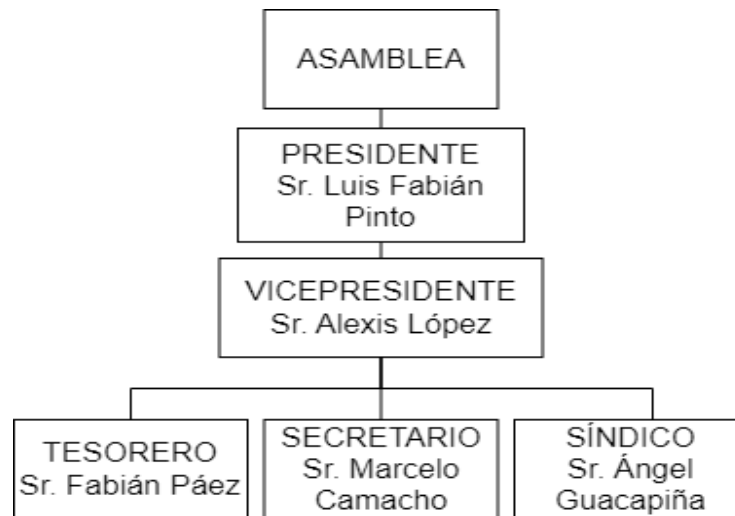 ASAMBLEA
PRESIDENTE
Sr. Luis Fabián
Pinto
VICEPRESIDENTE
Sr. Alexis López
TESORERO
Sr. Fabián Páez
SECRETARIO
Sr. Marcelo
Camacho
SÍNDICO
Sr. Ángel
Guacapiña